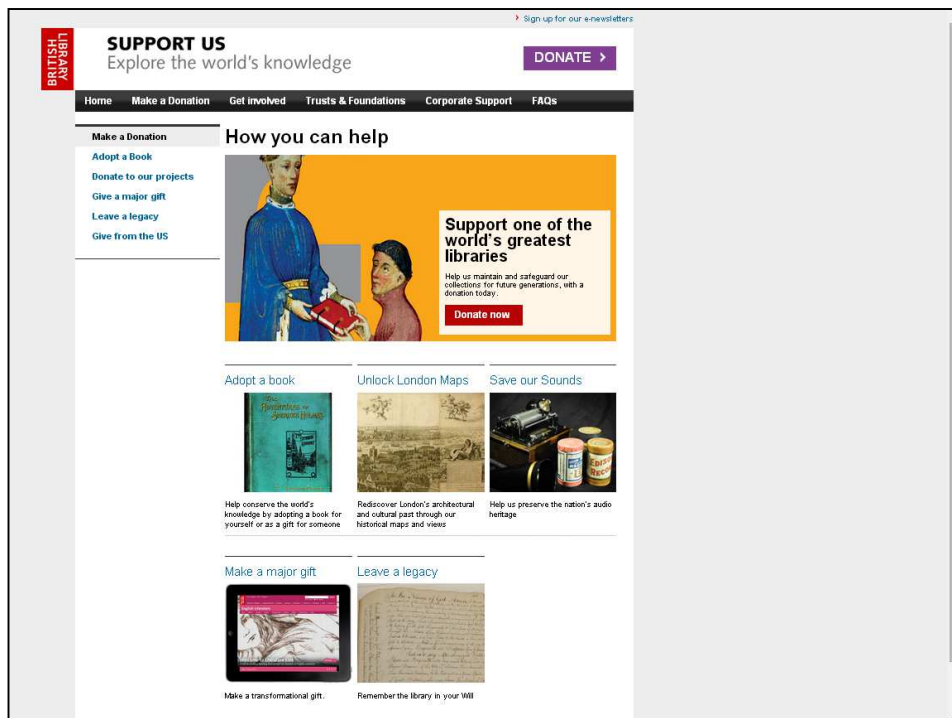 Sign up for our e-newsletters
BRITISH
LIBRARY
SUPPORT US
Explore the world's knowledge
DONATE
Home Make a Donation Get involved Trusts & Foundations Corporate Support FAQs
Make a Donation
Adopt a Book
Donate to our projects
Give a major gift
Leave a legacy
Give from the US
How you can help
Support one of the
world's greatest
libraries
Help us maintain and safeguard our
collections for future generations, with a
donation today.
Donate now
Adopt a book
Help conserve the world's
knowledge by adopting a book for
yourself or as a gift for someone
Unlock London Maps
Rediscover London's architectural
and cultural past through our
historical maps and views
Save our Sounds
EDISON
RECO
Help us preserve the nation's audio
heritage
Make a major gift
Make a transformational gift.
Leave a legacy
Remember the library in your Will